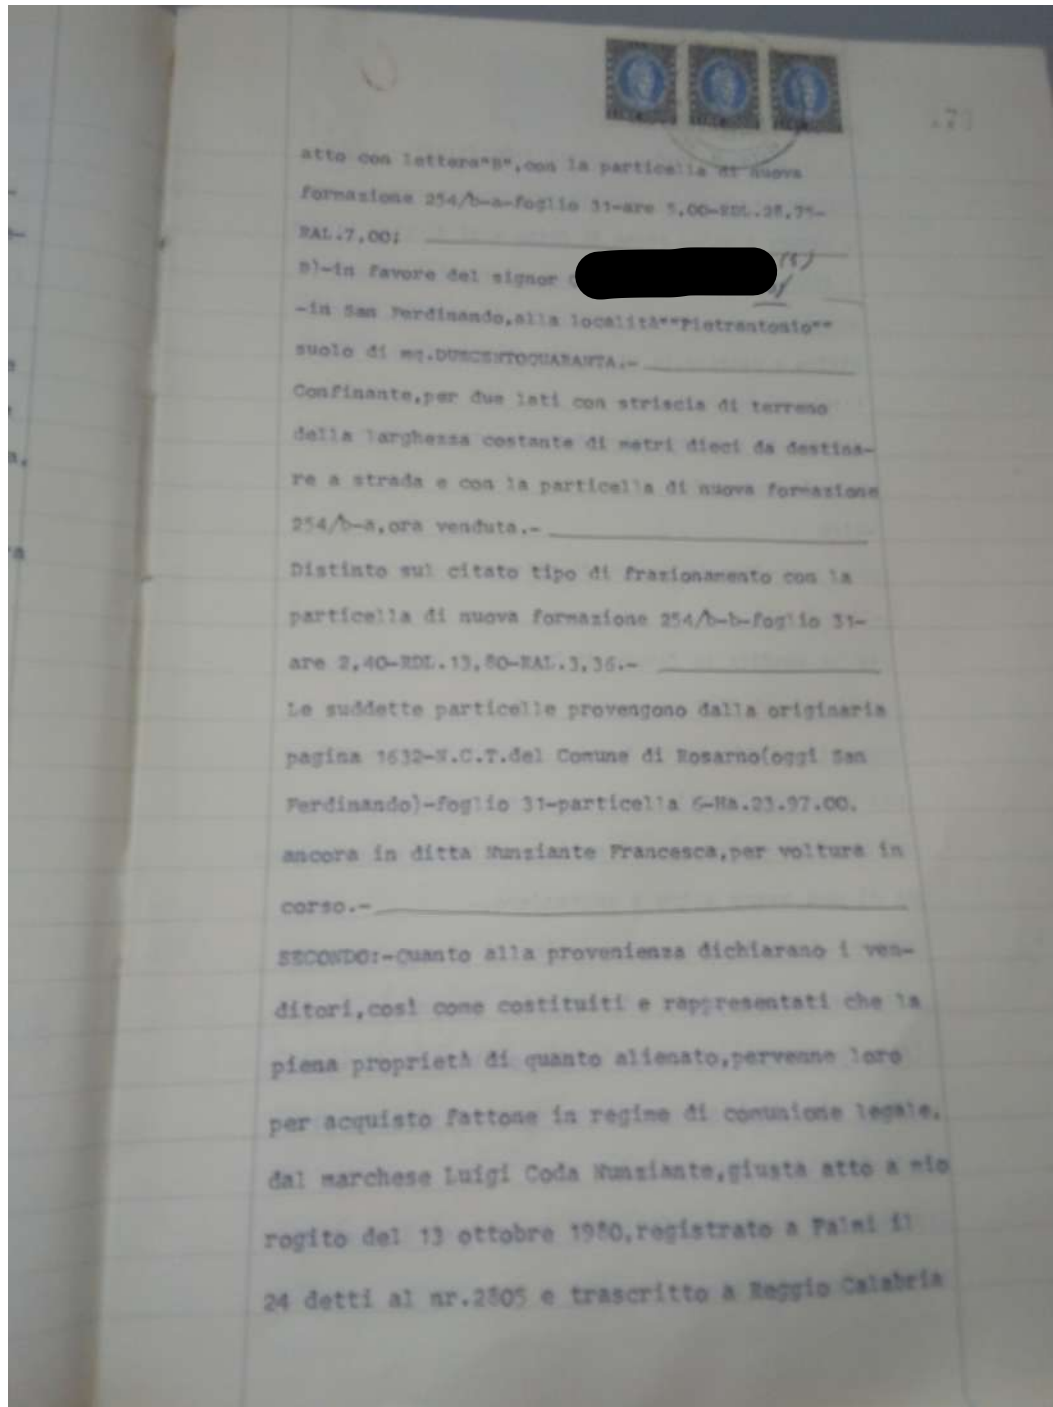 atto con lettera"B",con la particella di nuova
formazione 254/b-a-foglio 31-are 5,00-RDL.28,75-
RAL.7,00;
B)-in favore del signor
-in San Ferdinando,alla località""Pietrantonio""
suolo di mq.DUECENTOQUARANTA.-
Confinante,per due lati con striscia di terreno
della larghezza costante di metri dieci da destina-
re a strada e con la particella di nuova formazione
254/b-a,ora venduta.-
Distinto sul citato tipo di frazionamento con la
particella di nuova formazione 254/b-b-foglio 31-
are 2,40-RDL.13,80-RAL.3,36.-
Le suddette particelle provengono dalla originaria
pagina 1632-N.C.T.del Comune di Rosarno(oggi San
Ferdinando)-foglio 31-particella 6-Ha.23.97.00.
ancora in ditta Nunziante Francesca,per voltura in
corso.-
SECONDO:-Quanto alla provenienza dichiarano i ven-
ditori,così come costituiti e rappresentati che la
piena proprietà di quanto alienato,pervenne loro
per acquisto fattone in regime di comunione legale,
dal marchese Luigi Coda Nunziante,giusta atto a mio
rogito del 13 ottobre 1980,registrato a Palmi il
24 detti al nr.2805 e trascritto a Reggio Calabria